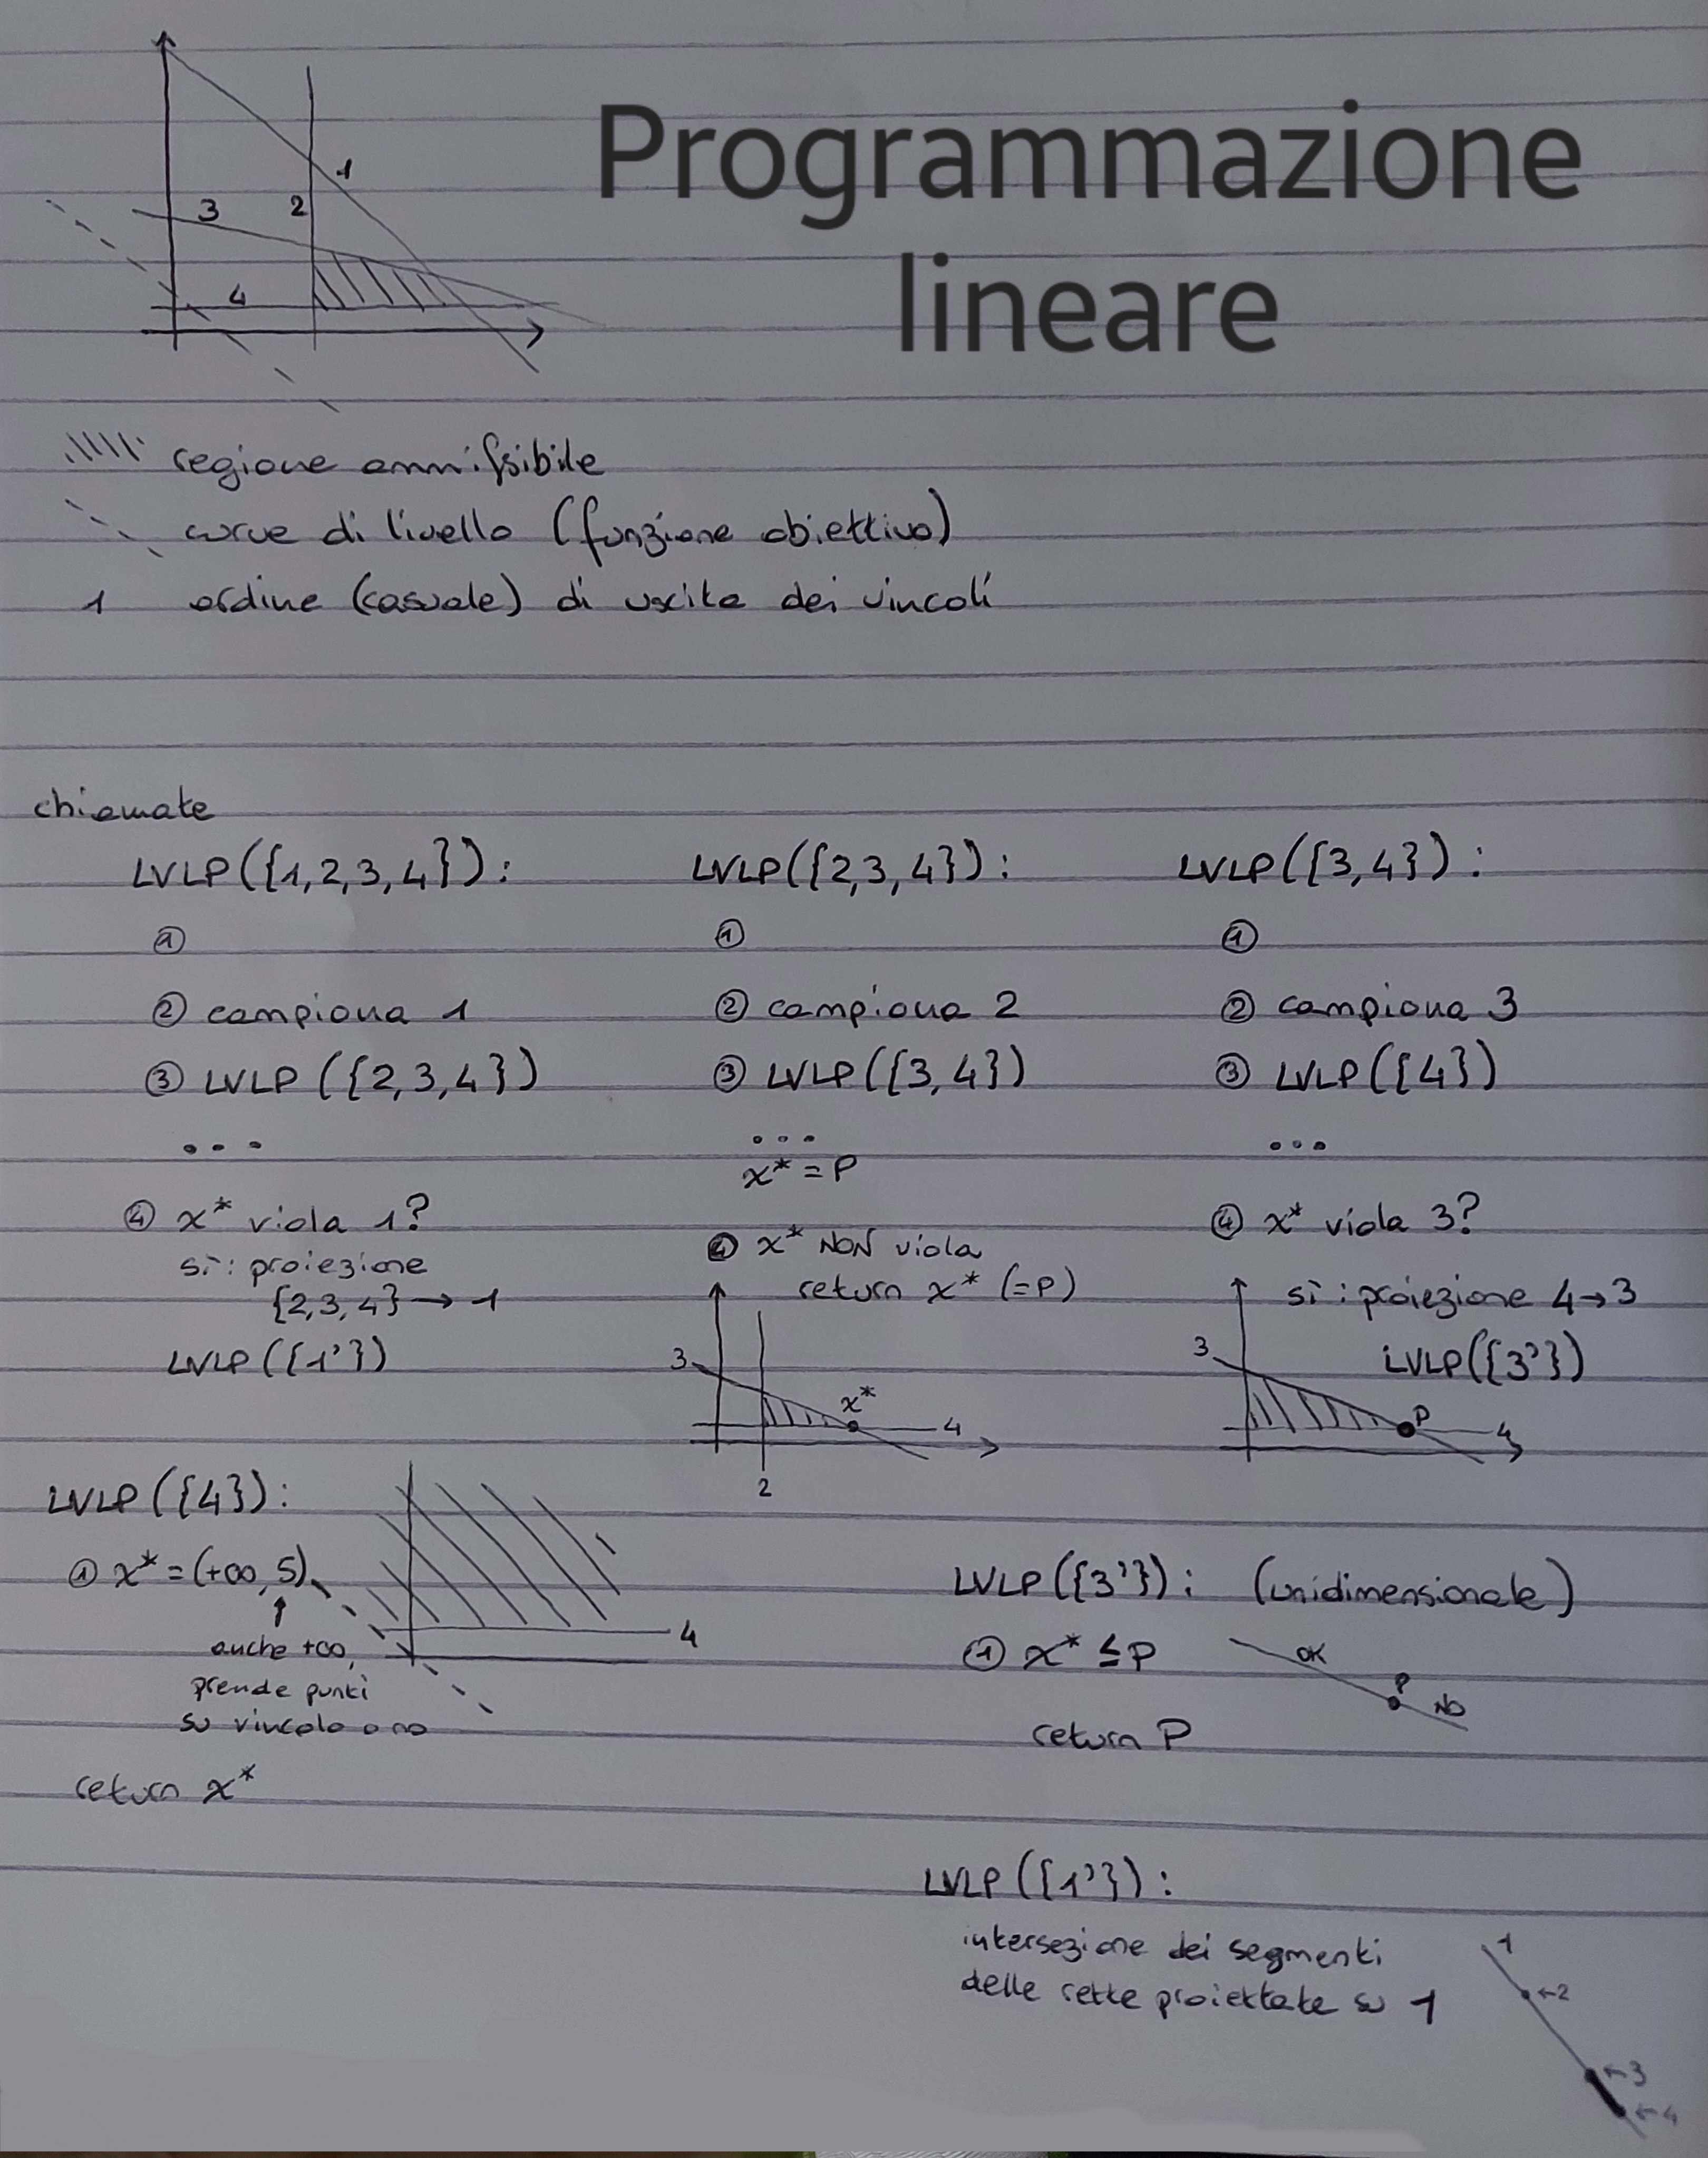 Programmazione
lineare
1
3 2
4
regione ammissibile
curve di livello (funzione obiettivo)
1 ordine (casuale) di uscita dei vincoli
chiamate
LVLP({1,2,3,4}):
①
② campiona 1
③ LVLP({2,3,4})
...
④ x* viola 1?
sì: proiezione
{2,3,4}→1
LVLP({1'})
LVLP({2,3,4}):
①
② campiona 2
③ LVLP({3,4})
...
x* = P
④ x* NON viola
return x* (=P)
3
x*
4
2
LVLP({3,4}):
①
② campiona 3
③ LVLP({4})
...
④ x* viola 3?
sì: proiezione 4→3
3
LVLP({3'})
P
4
LVLP({4}):
① x* = (+∞, 5)
↑
anche +∞,
prende punti
su vincolo o no
4
return x*
LVLP({3'}): (unidimensionale)
① x* ≤ P
OK
P
NO
return P
LVLP({1'}):
intersezione dei segmenti
delle rette proiettate su 1
1
←2
←3
←4